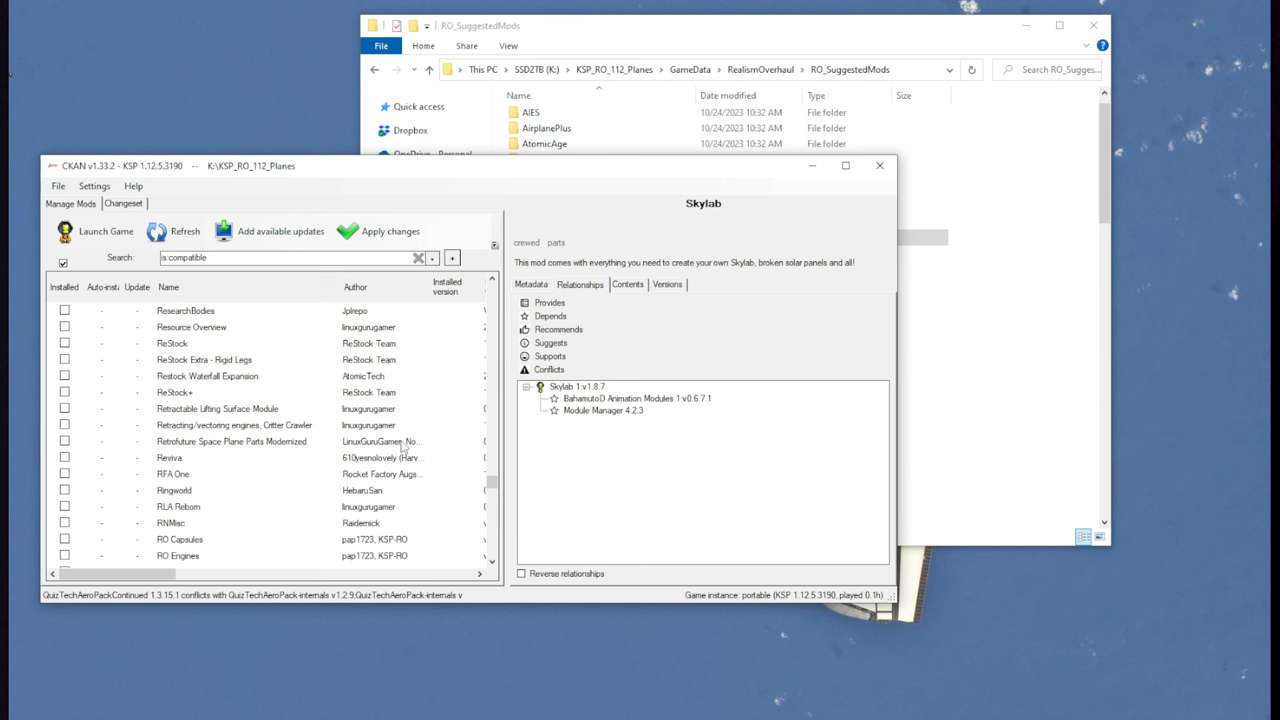 RO_SuggestedMods
File Home Share View
This PC SSD2TB (K:) KSP_RO_112_Planes GameData RealismOverhaul RO_SuggestedMods Search RO_Sugges...
Name Date modified Type Size
Quick access
Dropbox
AIES 10/24/2023 10:32 AM File folder
AirplanePlus 10/24/2023 10:32 AM File folder
AtomicAge 10/24/2023 10:32 AM File folder
CKAN v1.33.2 - KSP 1.12.5.3190 -- K:\KSP_RO_112_Planes
File Settings Help
Manage Mods Changeset
Launch Game Refresh Add available updates Apply changes
Search: is:compatible
Installed Auto-insta Update Name Author Installed version
ResearchBodies Jplrepo
Resource Overview linuxgurugamer
ReStock ReStock Team
ReStock Extra - Rigid Legs ReStock Team
Restock Waterfall Expansion AtomicTech
ReStock+ ReStock Team
Retractable Lifting Surface Module linuxgurugamer
Retracting/vectoring engines, Critter Crawler linuxgurugamer
Retrofuture Space Plane Parts Modernized LinuxGuruGamer, No...
Reviva 610yesnolovely (Harv...
RFA One Rocket Factory Augs...
Ringworld HebaruSan
RLA Reborn linuxgurugamer
RNMisc Raidernick
RO Capsules pap1723, KSP-RO
RO Engines pap1723, KSP-RO
Skylab
crewed parts
This mod comes with everything you need to create your own Skylab, broken solar panels and all!
Metadata Relationships Contents Versions
Provides
Depends
Recommends
Suggests
Supports
Conflicts
Skylab 1:v1.8.7
BahamutoD Animation Modules 1:v0.6.7.1
Module Manager 4.2.3
Reverse relationships
QuizTechAeroPackContinued 1.3.15.1 conflicts with QuizTechAeroPack-internals v1.2.9;QuizTechAeroPack-internals v
Game instance: portable (KSP 1.12.5.3190, played 0.1h)